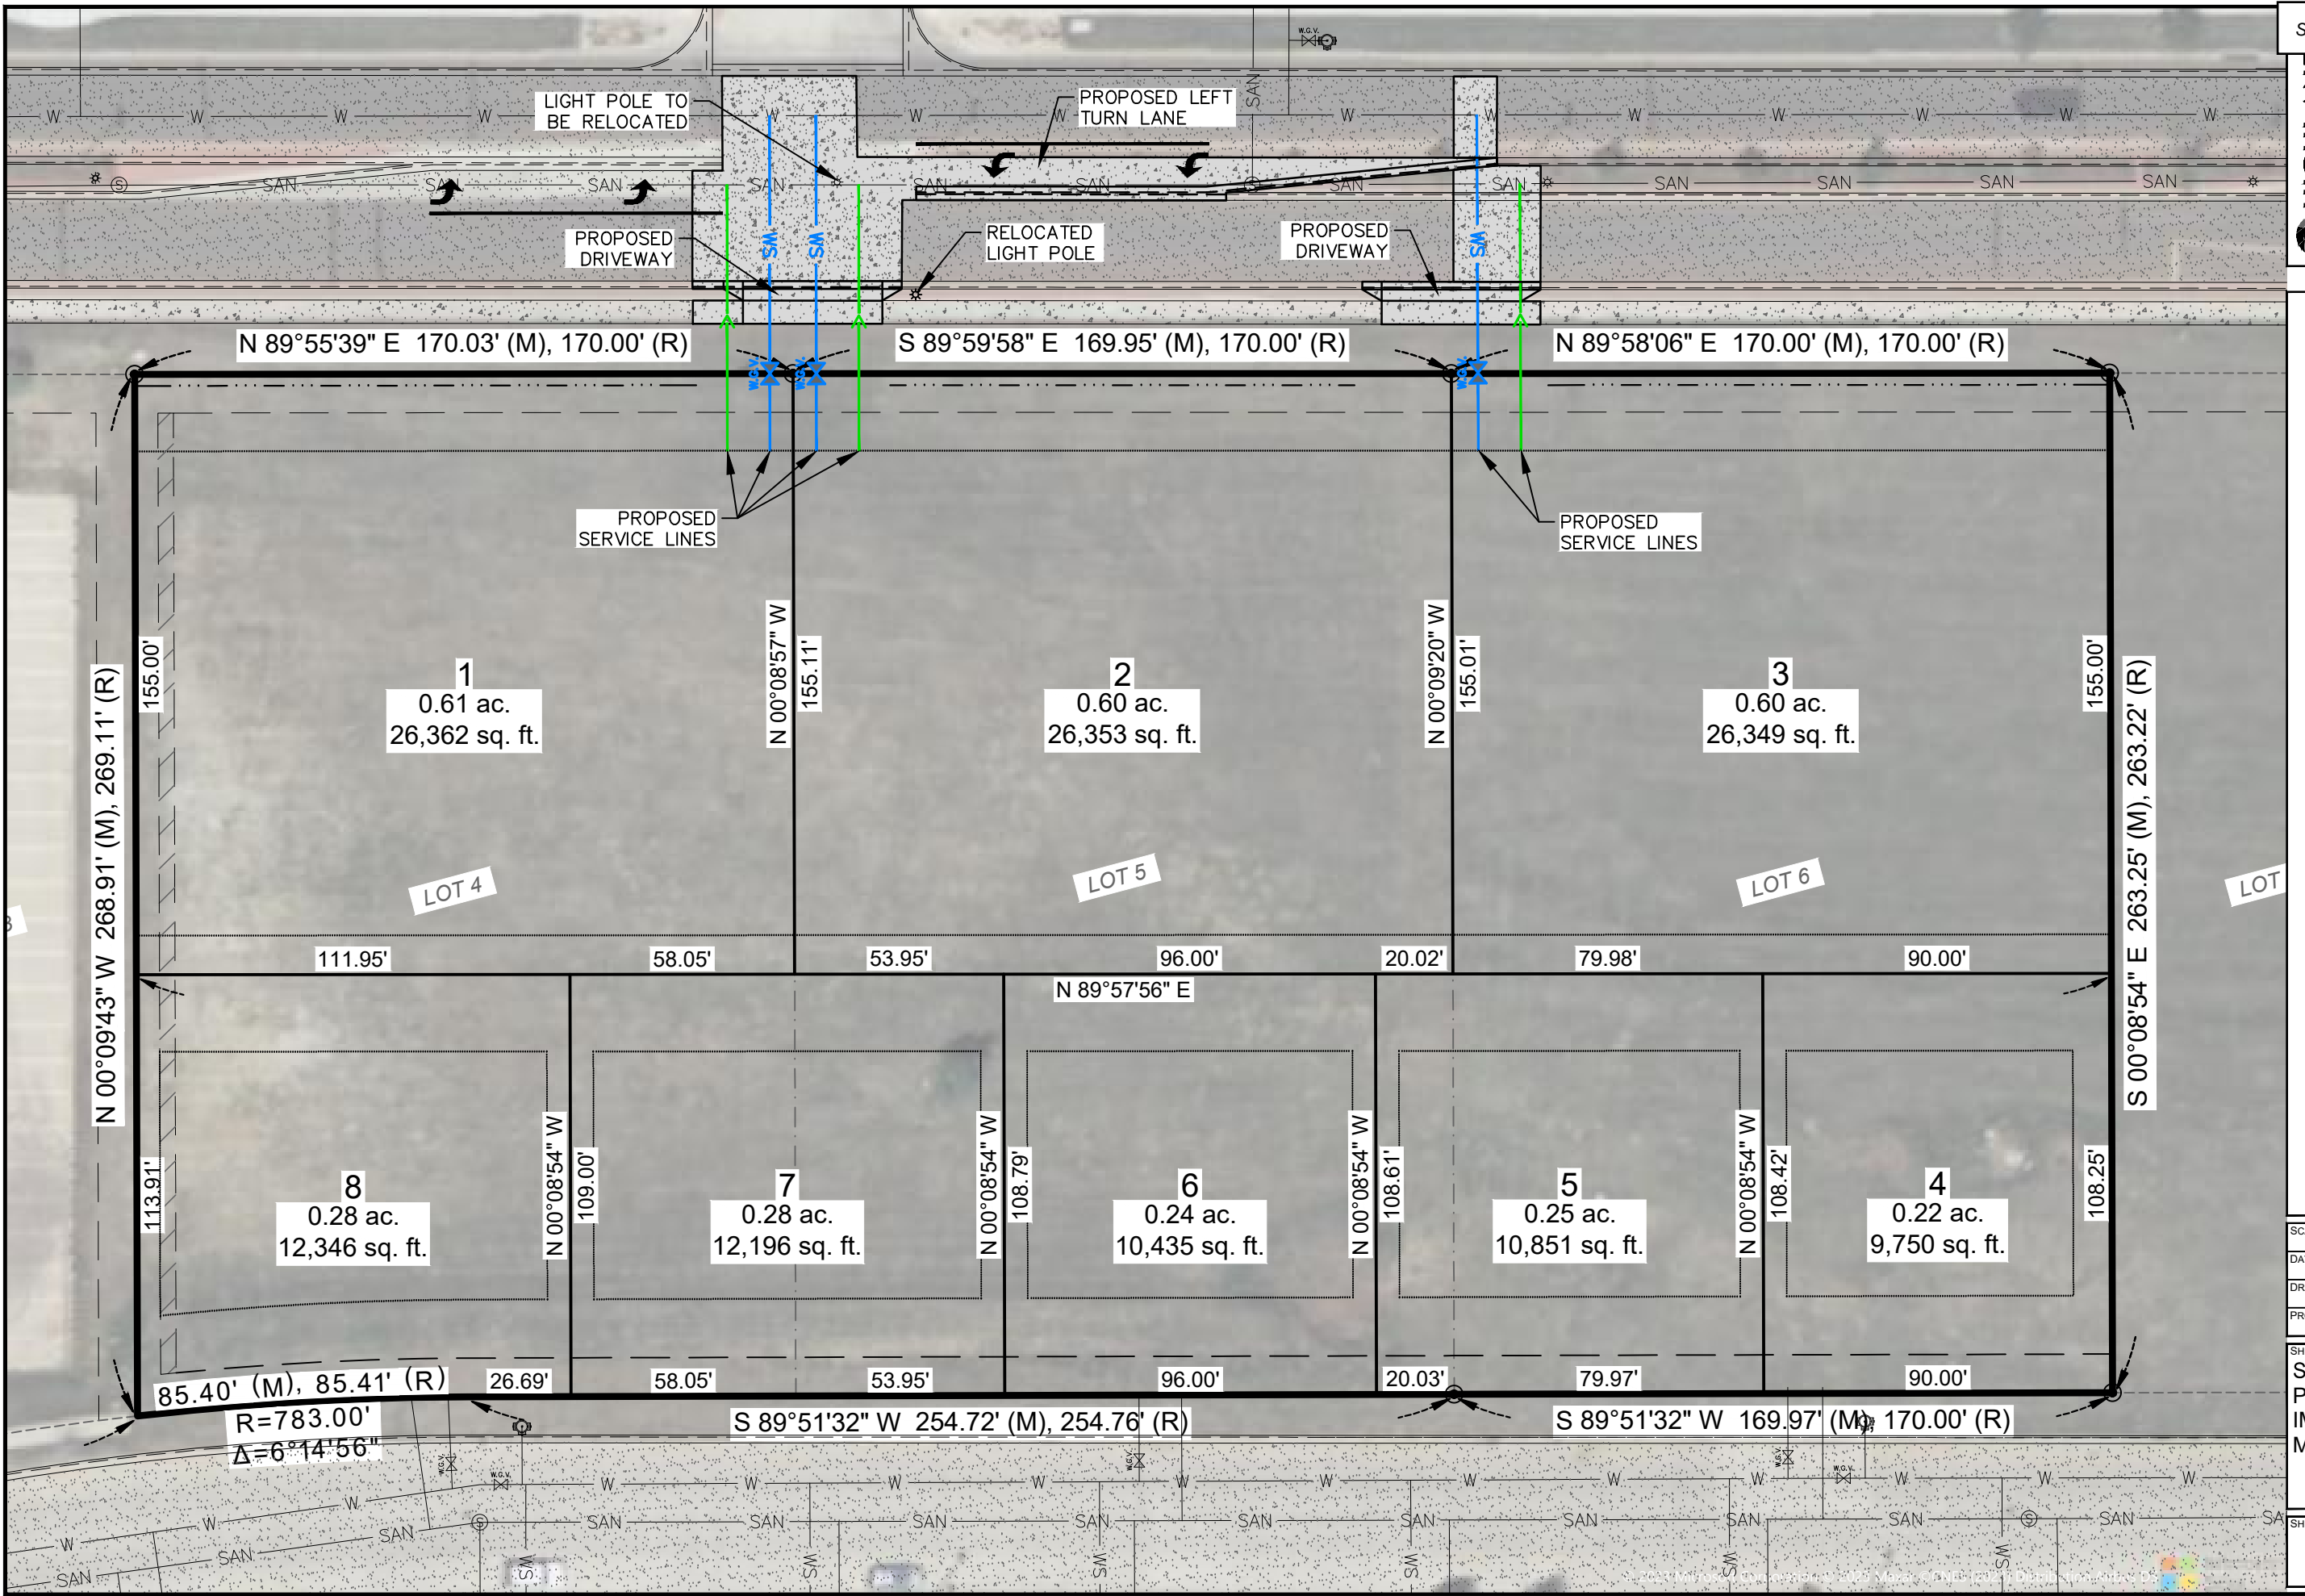 W.G.V.
LIGHT POLE TO
BE RELOCATED
PROPOSED LEFT
TURN LANE
SAN
W W W W W W W W W W W W W W W
S SAN SAN SAN SAN SAN SAN SAN SAN SAN SAN SAN SAN
PROPOSED
DRIVEWAY
WS WS
RELOCATED
LIGHT POLE
PROPOSED
DRIVEWAY
WS
N 89°55'39" E 170.03' (M), 170.00' (R)
S 89°59'58" E 169.95' (M), 170.00' (R)
N 89°58'06" E 170.00' (M), 170.00' (R)
W.G.V. W.G.V. W.G.V.
PROPOSED
SERVICE LINES
PROPOSED
SERVICE LINES
N 00°09'43" W 268.91' (M), 269.11' (R)
155.00'
1
0.61 ac.
26,362 sq. ft.
N 00°08'57" W
155.11'
2
0.60 ac.
26,353 sq. ft.
N 00°09'20" W
155.01'
3
0.60 ac.
26,349 sq. ft.
155.00'
S 00°08'54" E 263.25' (M), 263.22' (R)
LOT 4
LOT 5
LOT 6
LOT
111.95' 58.05' 53.95' 96.00' 20.02' 79.98' 90.00'
N 89°57'56" E
113.91'
8
0.28 ac.
12,346 sq. ft.
N 00°08'54" W
109.00'
7
0.28 ac.
12,196 sq. ft.
N 00°08'54" W
108.79'
6
0.24 ac.
10,435 sq. ft.
N 00°08'54" W
108.61'
5
0.25 ac.
10,851 sq. ft.
N 00°08'54" W
108.42'
4
0.22 ac.
9,750 sq. ft.
108.25'
85.40' (M), 85.41' (R)
26.69' 58.05' 53.95' 96.00' 20.03' 79.97' 90.00'
R=783.00'
Δ=6°14'56"
S 89°51'32" W 254.72' (M), 254.76' (R)
S 89°51'32" W 169.97' (M), 170.00' (R)
W.G.V. W.G.V. W.G.V. W.G.V. W.G.V.
W W W W W W W W W W W W W W W
SAN SAN SAN S SAN SAN SAN SAN SAN SAN SAN SAN SAN S SAN SA
WS WS WS WS WS WS